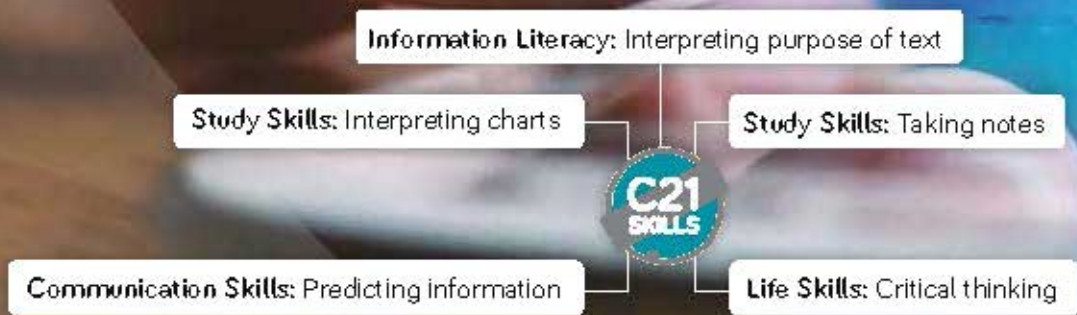 Information Literacy: Interpreting purpose of text
Study Skills: Interpreting charts
Study Skills: Taking notes
C21
SKILLS
Communication Skills: Predicting information
Life Skills: Critical thinking